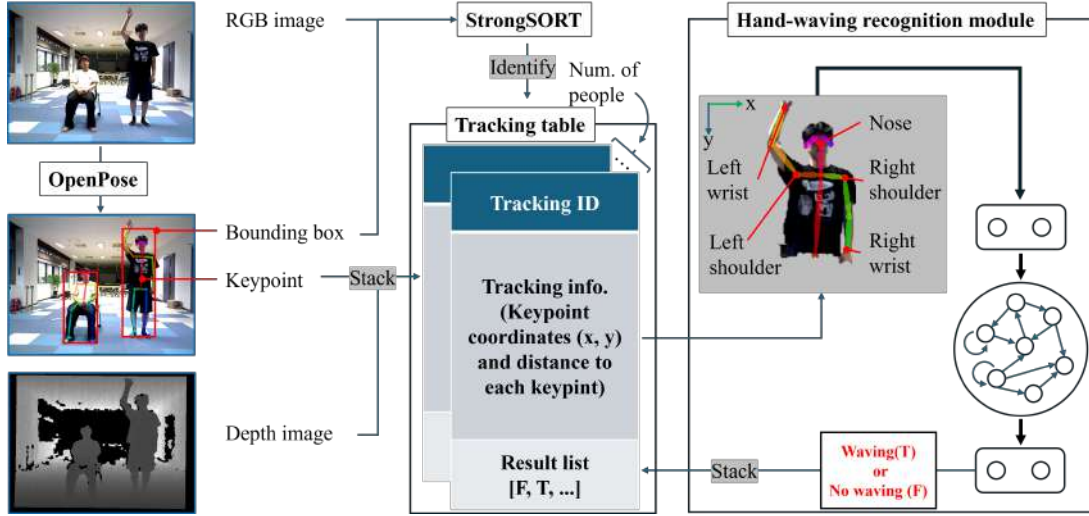 RGB image
StrongSORT
Hand-waving recognition module
Identify
Num. of
people
Tracking table
...
OpenPose
Tracking ID
x
y
Nose
Left
wrist
Right
shoulder
Left
shoulder
Right
wrist
Bounding box
Keypoint
Stack
Tracking info.
(Keypoint
coordinates (x, y)
and distance to
each keypint)
Depth image
Result list
[F, T, ...]
Stack
Waving(T)
or
No waving (F)